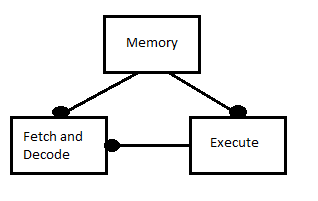 Memory
Fetch and
Decode
Execute